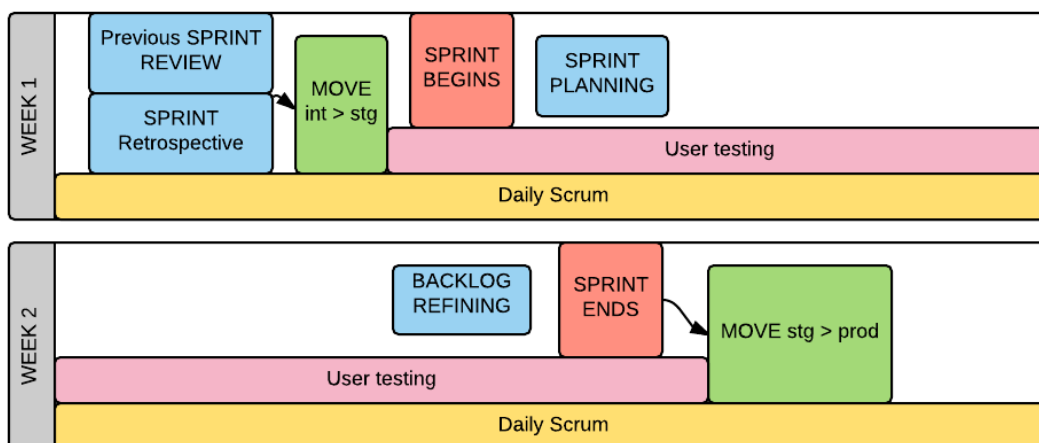 WEEK 1
Previous SPRINT
REVIEW
SPRINT
Retrospective
MOVE
int > stg
SPRINT
BEGINS
SPRINT
PLANNING
User testing
Daily Scrum
WEEK 2
BACKLOG
REFINING
SPRINT
ENDS
MOVE stg > prod
User testing
Daily Scrum